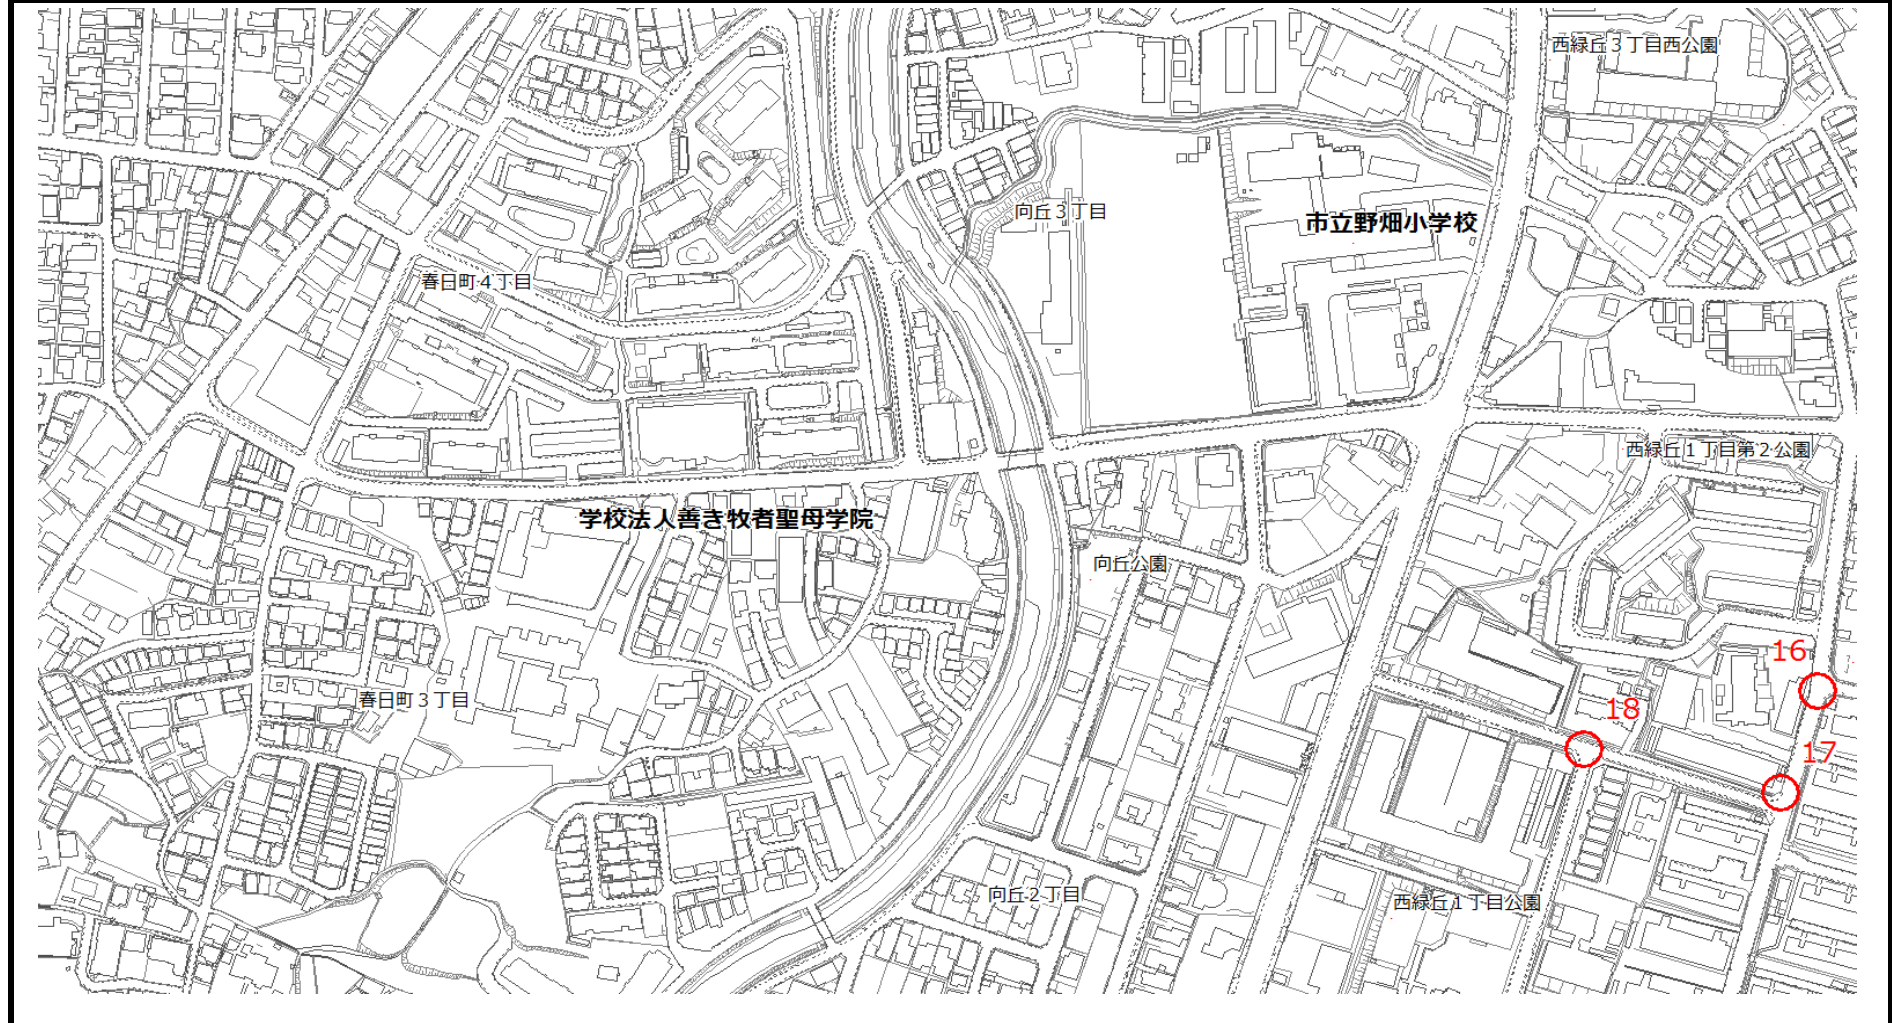 西緑丘３丁目西公園
向丘３丁目
市立野畑小学校
春日町４丁目
西緑丘１丁目第２公園
学校法人善き牧者聖母学院
向丘公園
16
春日町３丁目
18
17
向丘２丁目
西緑丘１丁目公園